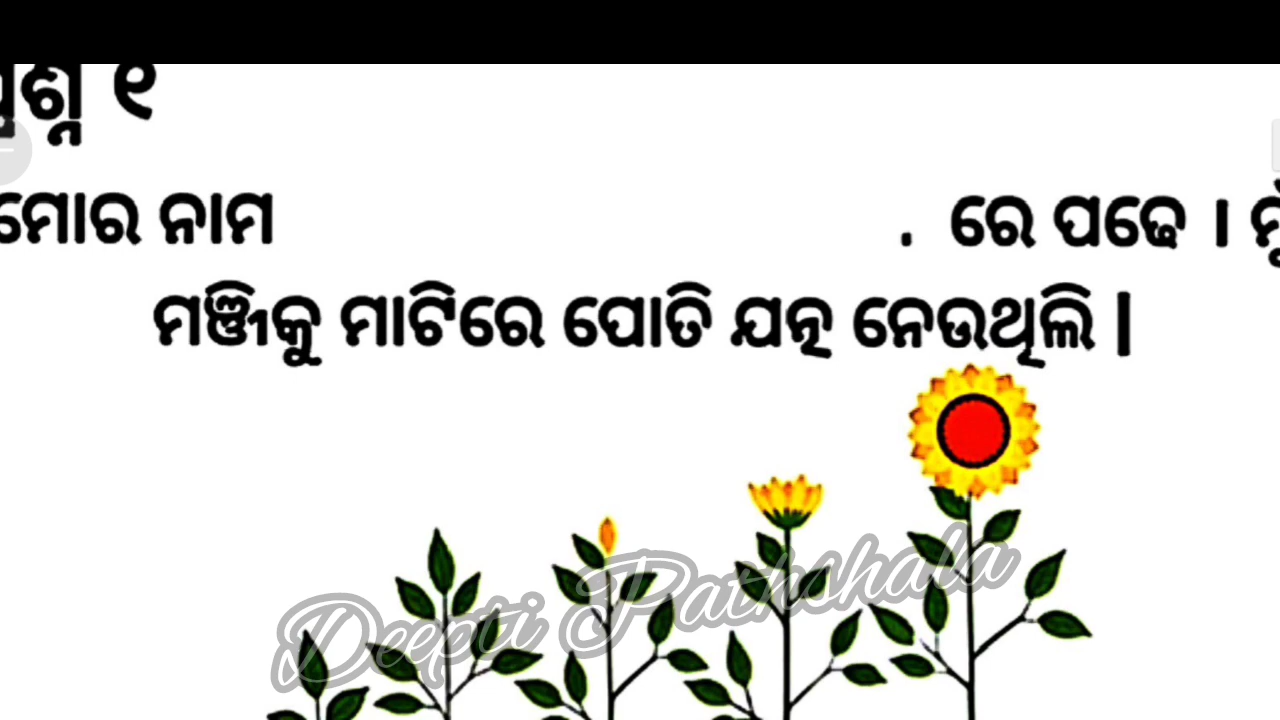 ପ୍ରଶ୍ନ ୧
ମୋର ନାମ . ରେ ପଢେ । ମୁଁ
ମଞ୍ଜିକୁ ମାଟିରେ ପୋତି ଯତ୍ନ ନେଉଥିଲି |
Deepti Pathshala